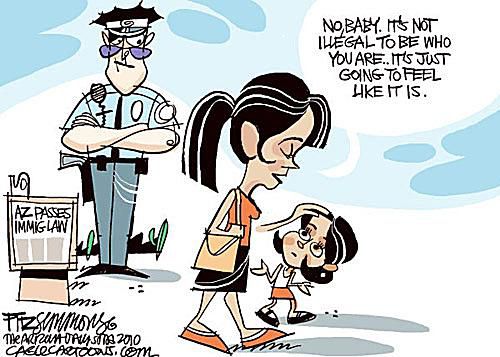 NO, BABY. IT'S NOT
ILLEGAL TO BE WHO
YOU ARE.. IT'S JUST
GOING TO FEEL
LIKE IT IS.
AZ PASSES
IMMIG LAW
FITZSIMMONS
THE ARIZONA DAILY STAR 2010
CAGLECARTOONS.COM